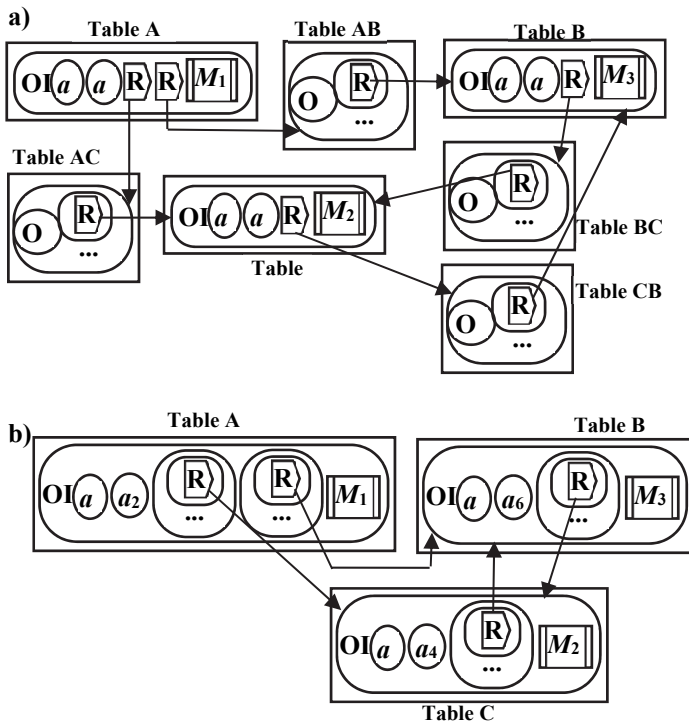 a)
Table A Table AB Table B
OI a a R R M1
O R ...
OI a a R M3
Table AC
O R ...
OI a a R M2
Table
O R ...
Table BC
O R ...
Table CB
b)
Table A Table B
OI a a2 R ... R ... M1
OI a a6 R ... M3
OI a a4 R ... M2
Table C